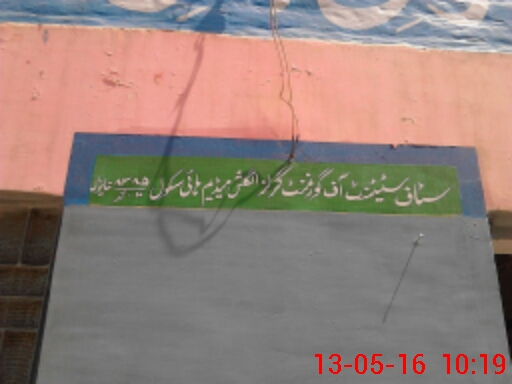 سٹاف سٹیٹمنٹ آف گورنمنٹ گرلز انگلش میڈیم ہائی سکول
13-05-16 10:19